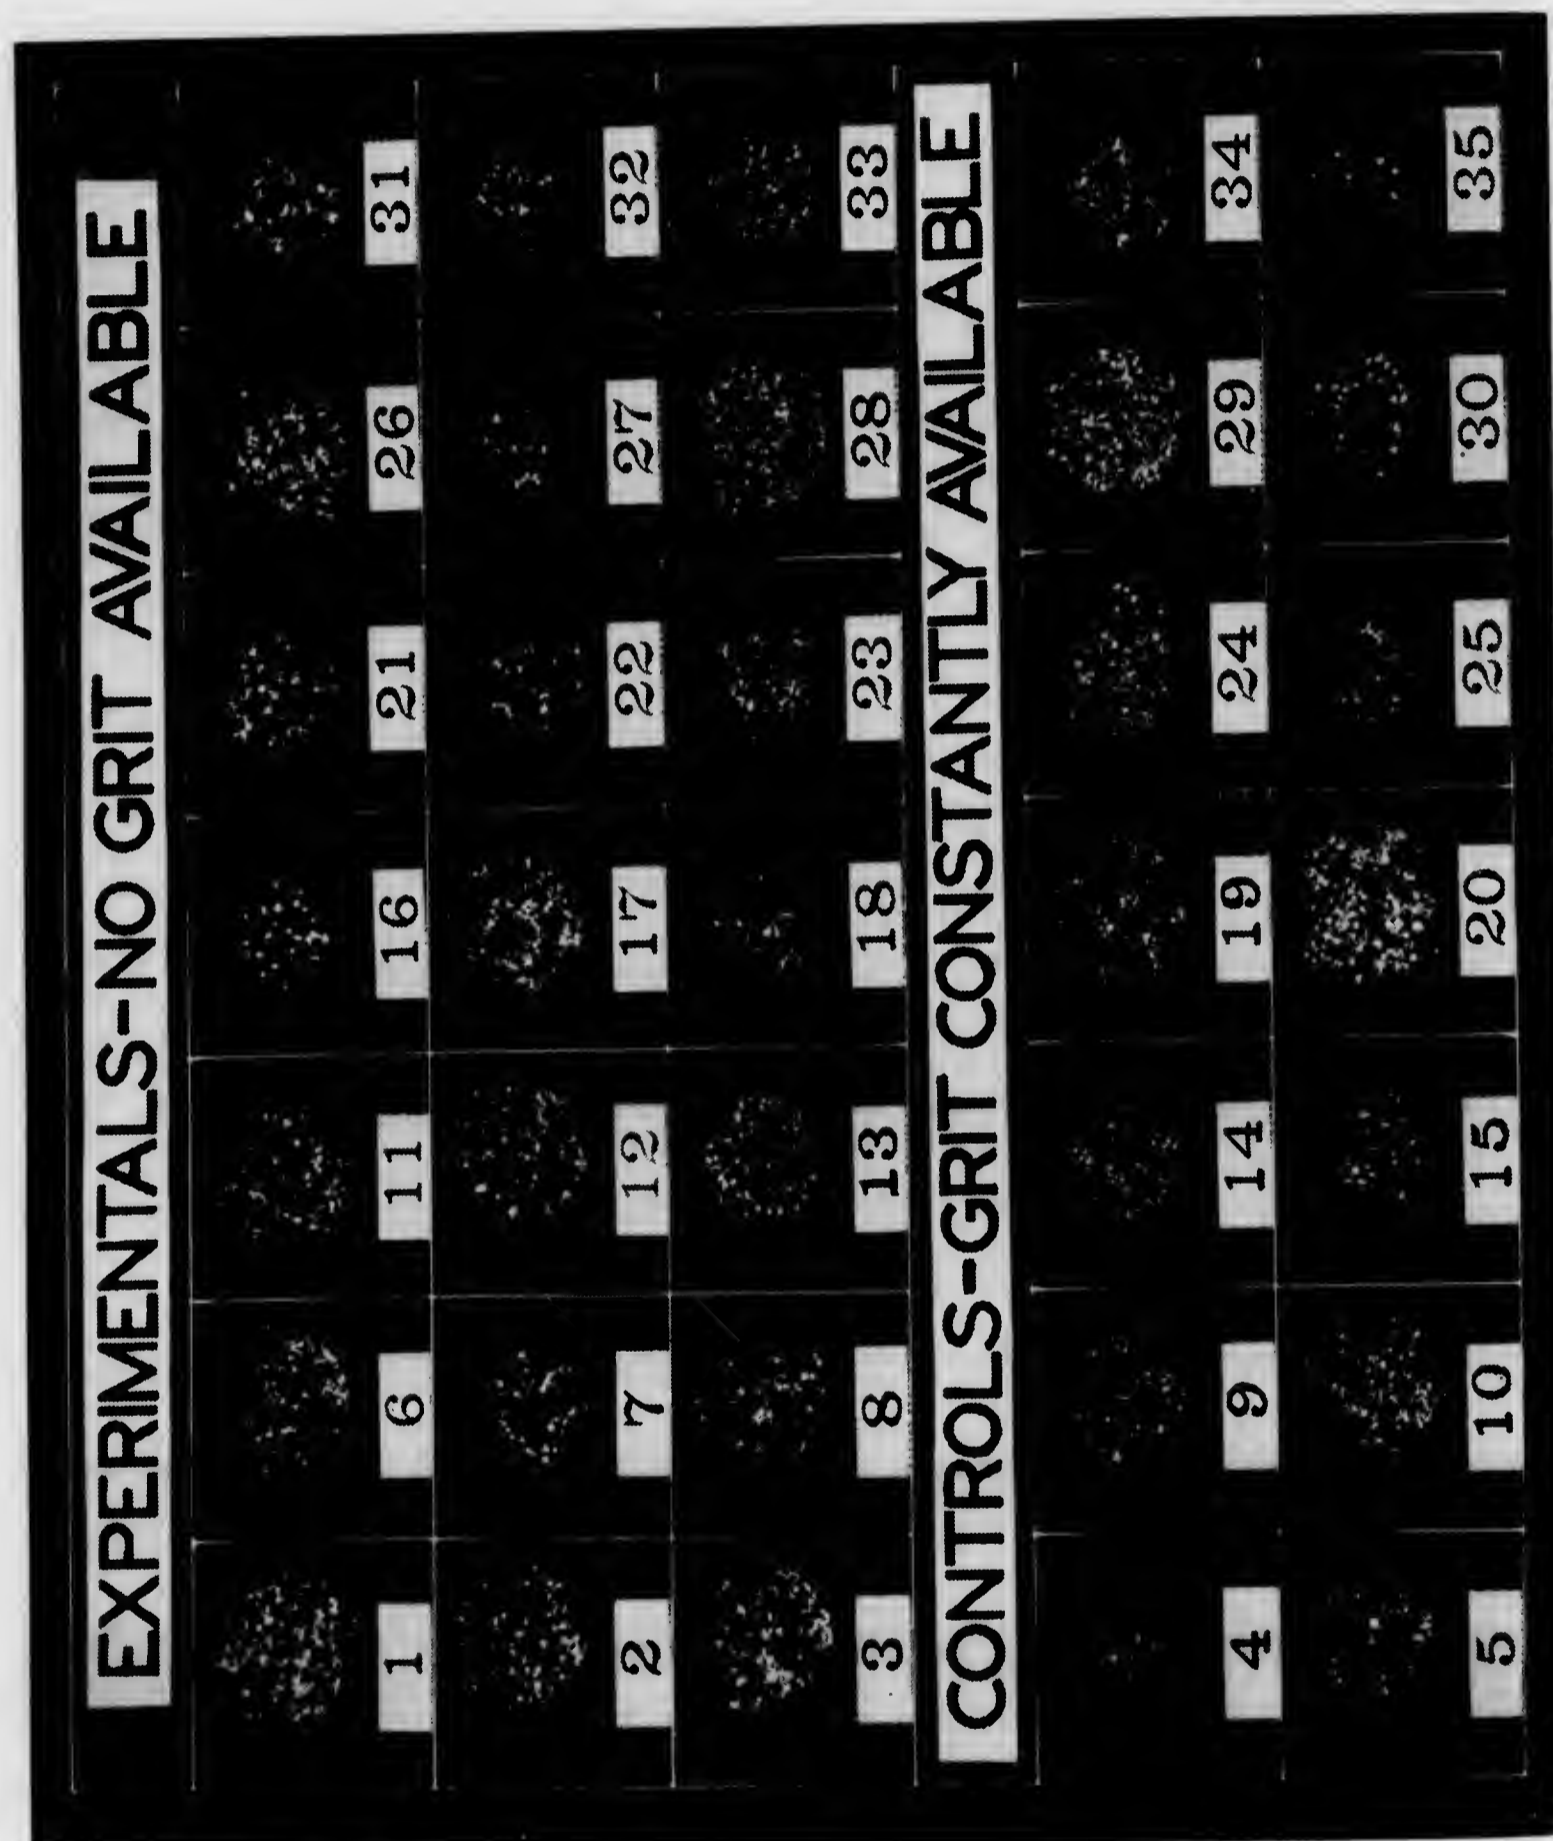 EXPERIMENTALS-NO GRIT AVAILABLE
1 6 11 16 21 26 31
2 7 12 17 22 27 32
3 8 13 18 23 28 33
CONTROLS-GRIT CONSTANTLY AVAILABLE
4 9 14 19 24 29 34
5 10 15 20 25 30 35